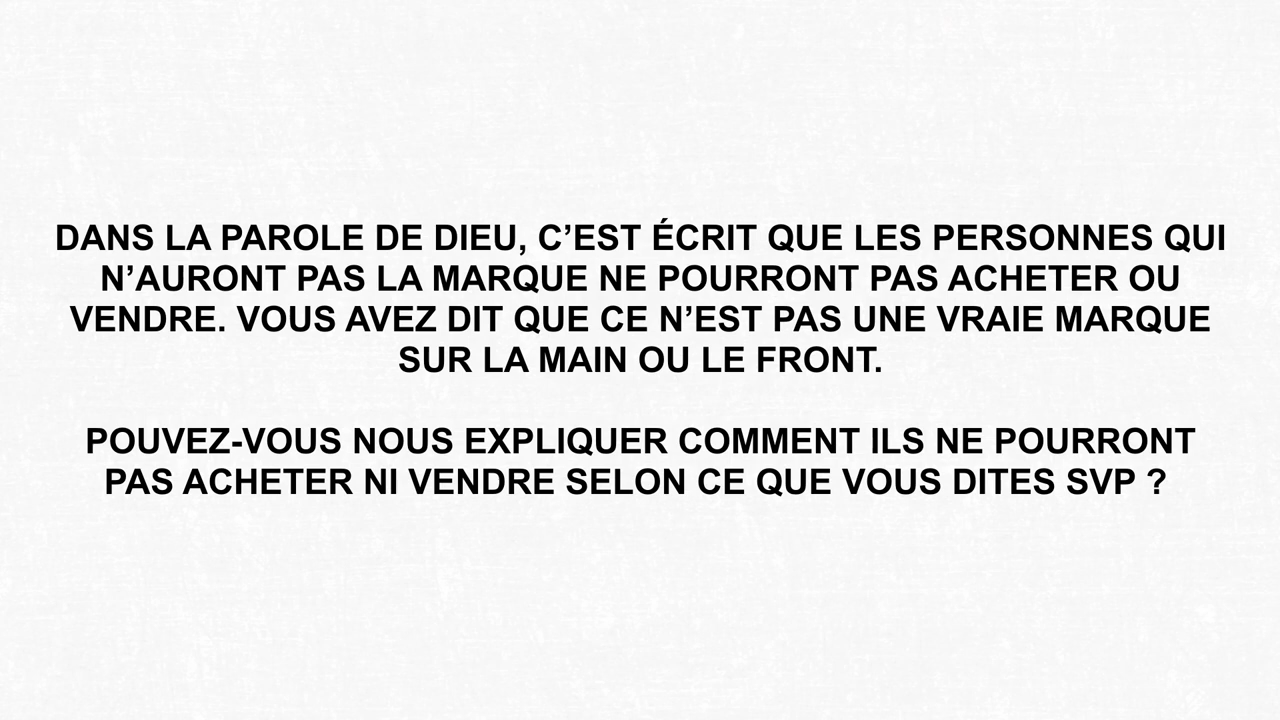 DANS LA PAROLE DE DIEU, C’EST ÉCRIT QUE LES PERSONNES QUI
N’AURONT PAS LA MARQUE NE POURRONT PAS ACHETER OU
VENDRE. VOUS AVEZ DIT QUE CE N’EST PAS UNE VRAIE MARQUE
SUR LA MAIN OU LE FRONT.
POUVEZ-VOUS NOUS EXPLIQUER COMMENT ILS NE POURRONT
PAS ACHETER NI VENDRE SELON CE QUE VOUS DITES SVP ?